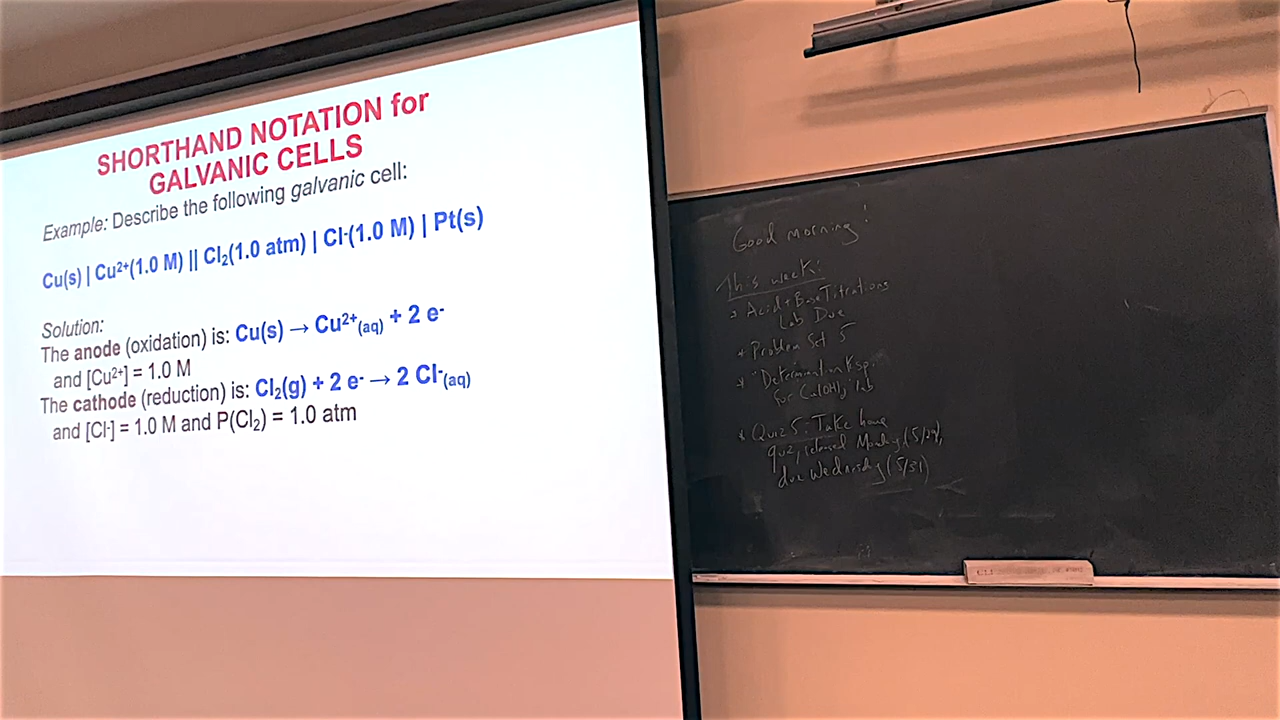 SHORTHAND NOTATION for
GALVANIC CELLS
Example: Describe the following galvanic cell:
Cu(s) | Cu²⁺(1.0 M) || Cl₂(1.0 atm) | Cl⁻(1.0 M) | Pt(s)
Solution:
The anode (oxidation) is: Cu(s) → Cu²⁺(aq) + 2 e⁻
and [Cu²⁺] = 1.0 M
The cathode (reduction) is: Cl₂(g) + 2 e⁻ → 2 Cl⁻(aq)
and [Cl⁻] = 1.0 M and P(Cl₂) = 1.0 atm
Good morning!
This week:
* Acid + Base Titrations
Lab Due
* Problem Set 5
* "Determination Ksp
for Ca(OH)₂" lab
* Quiz 5: Take home
quiz, released Monday (5/29),
due Wednesday (5/31)